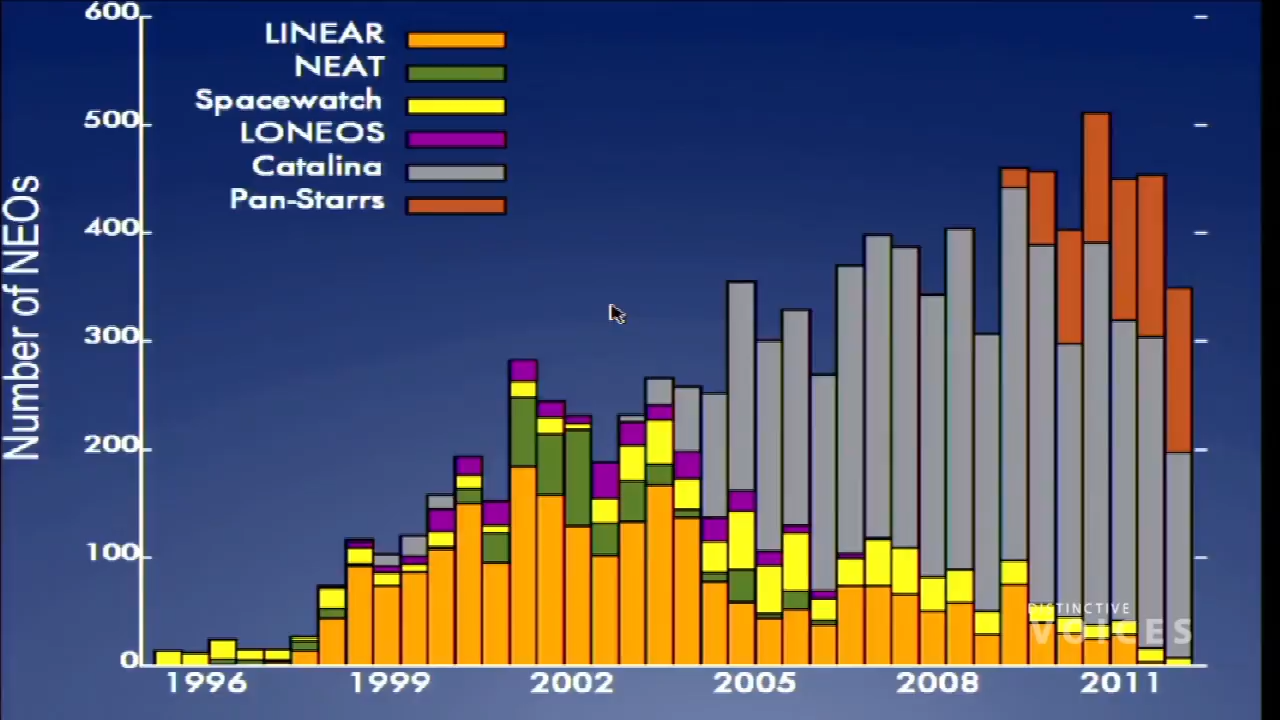 600
500
400
300
200
100
0
Number of NEOs
LINEAR
NEAT
Spacewatch
LONEOS
Catalina
Pan-Starrs
1996 1999 2002 2005 2008 2011
DISTINCTIVE
VOICES